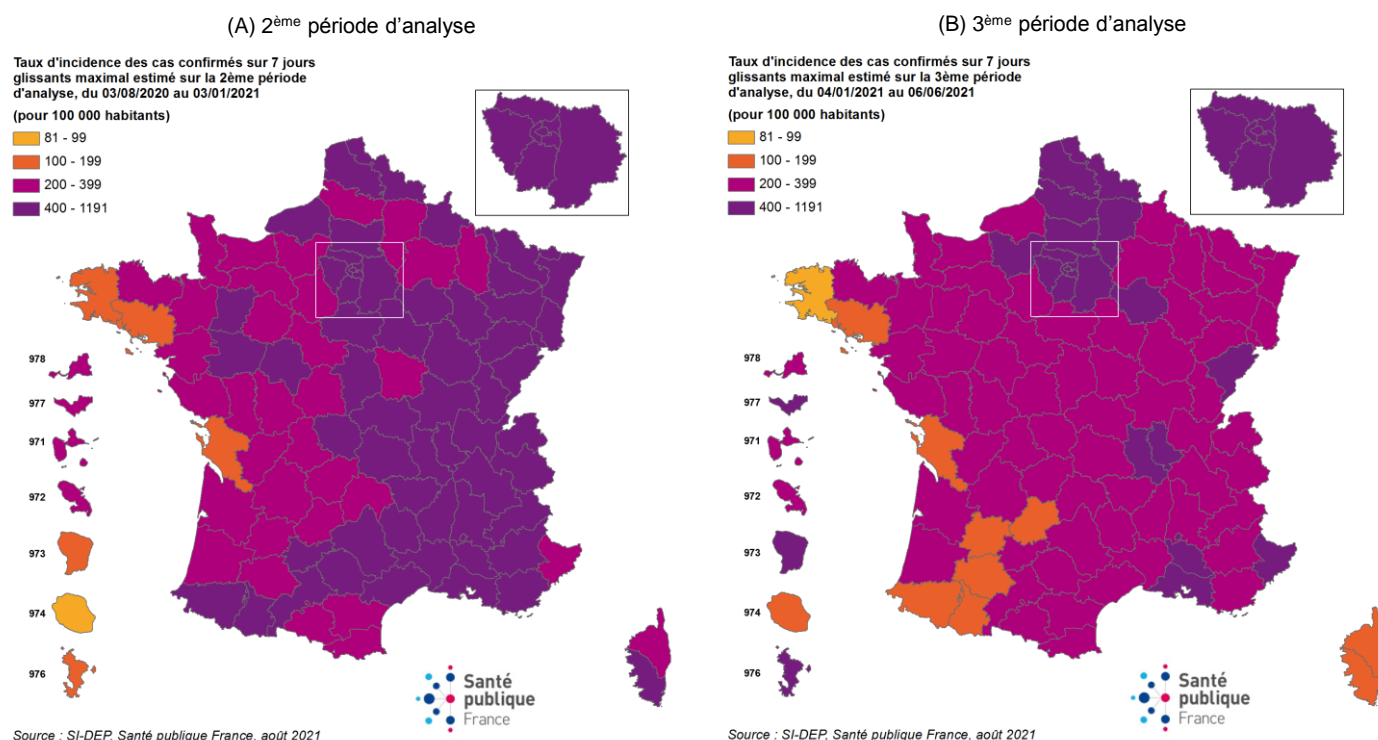 (A) 2ème période d'analyse
Taux d'incidence des cas confirmés sur 7 jours
glissants maximal estimé sur la 2ème période
d'analyse, du 03/08/2020 au 03/01/2021
(pour 100 000 habitants)
81 - 99
100 - 199
200 - 399
400 - 1191
978
977
971
972
973
974
976
Santé
publique
France
Source : SI-DEP, Santé publique France, août 2021
(B) 3ème période d'analyse
Taux d'incidence des cas confirmés sur 7 jours
glissants maximal estimé sur la 3ème période
d'analyse, du 04/01/2021 au 06/06/2021
(pour 100 000 habitants)
81 - 99
100 - 199
200 - 399
400 - 1191
978
977
971
972
973
974
976
Santé
publique
France
Source : SI-DEP, Santé publique France, août 2021